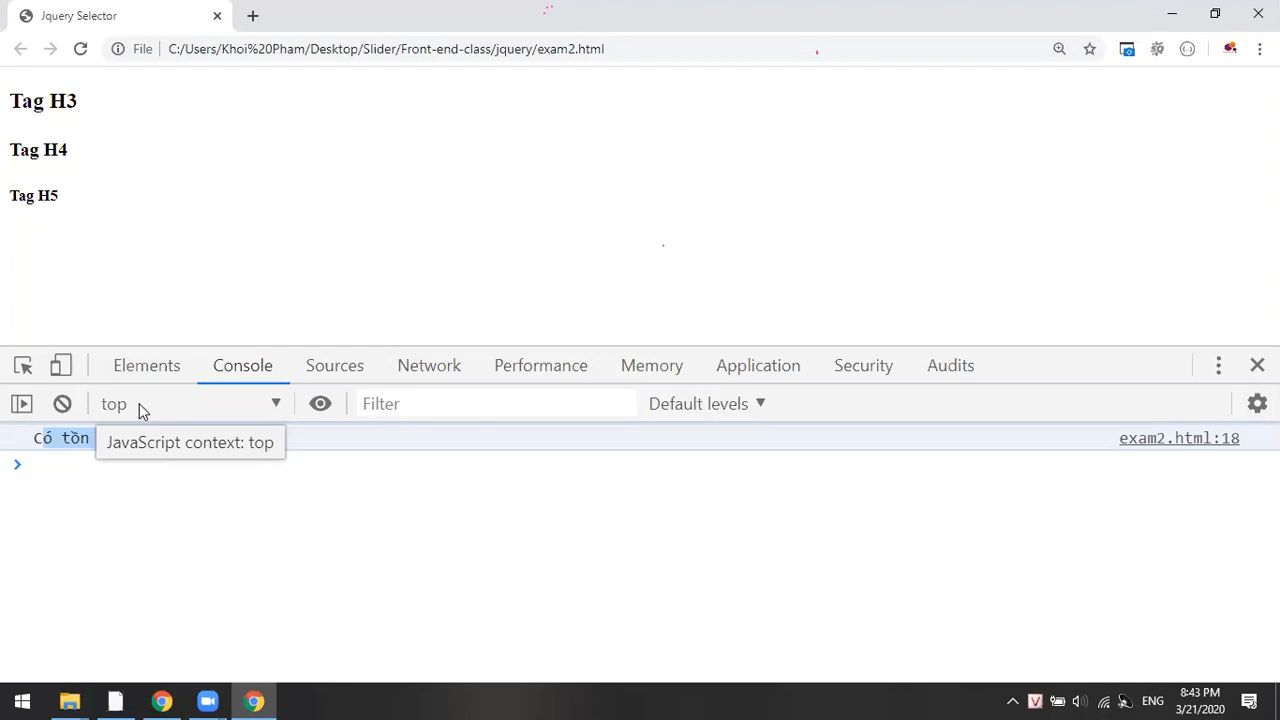 Jquery Selector
File
C:/Users/Khoi%20Pham/Desktop/Slider/Front-end-class/jquery/exam2.html
Tag H3
Tag H4
Tag H5
Elements Console Sources Network Performance Memory Application Security Audits
top Filter Default levels
Có tồn exam2.html:18
JavaScript context: top
ENG
8:43 PM
3/21/2020